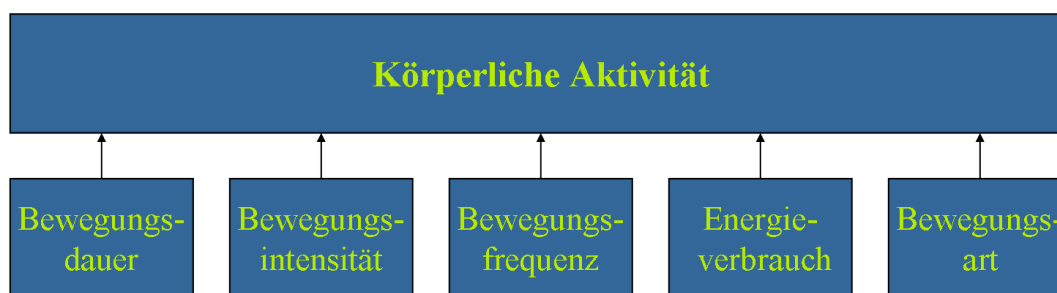 Körperliche Aktivität
Bewegungs-
dauer
Bewegungs-
intensität
Bewegungs-
frequenz
Energie-
verbrauch
Bewegungs-
art